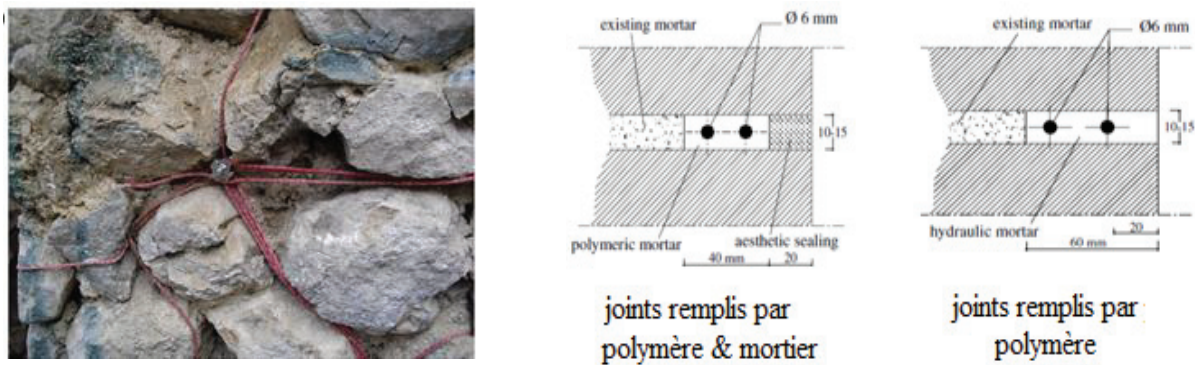 existing mortar
Ø 6 mm
10-15
polymeric mortar
aesthetic sealing
40 mm
20
joints remplis par
polymère & mortier
existing mortar
Ø6 mm
10-15
hydraulic mortar
20
60 mm
joints remplis par
polymère